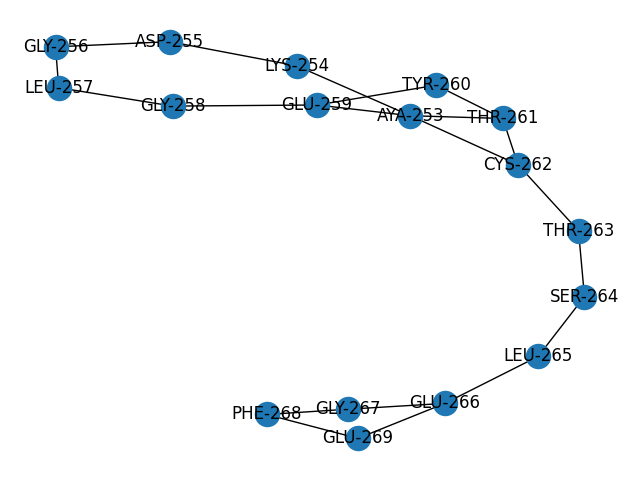 GLY-256
ASP-255
LYS-254
LEU-257
TYR-260
GLY-258
GLU-259
AYA-253
THR-261
CYS-262
THR-263
SER-264
LEU-265
GLU-266
GLY-267
PHE-268
GLU-269